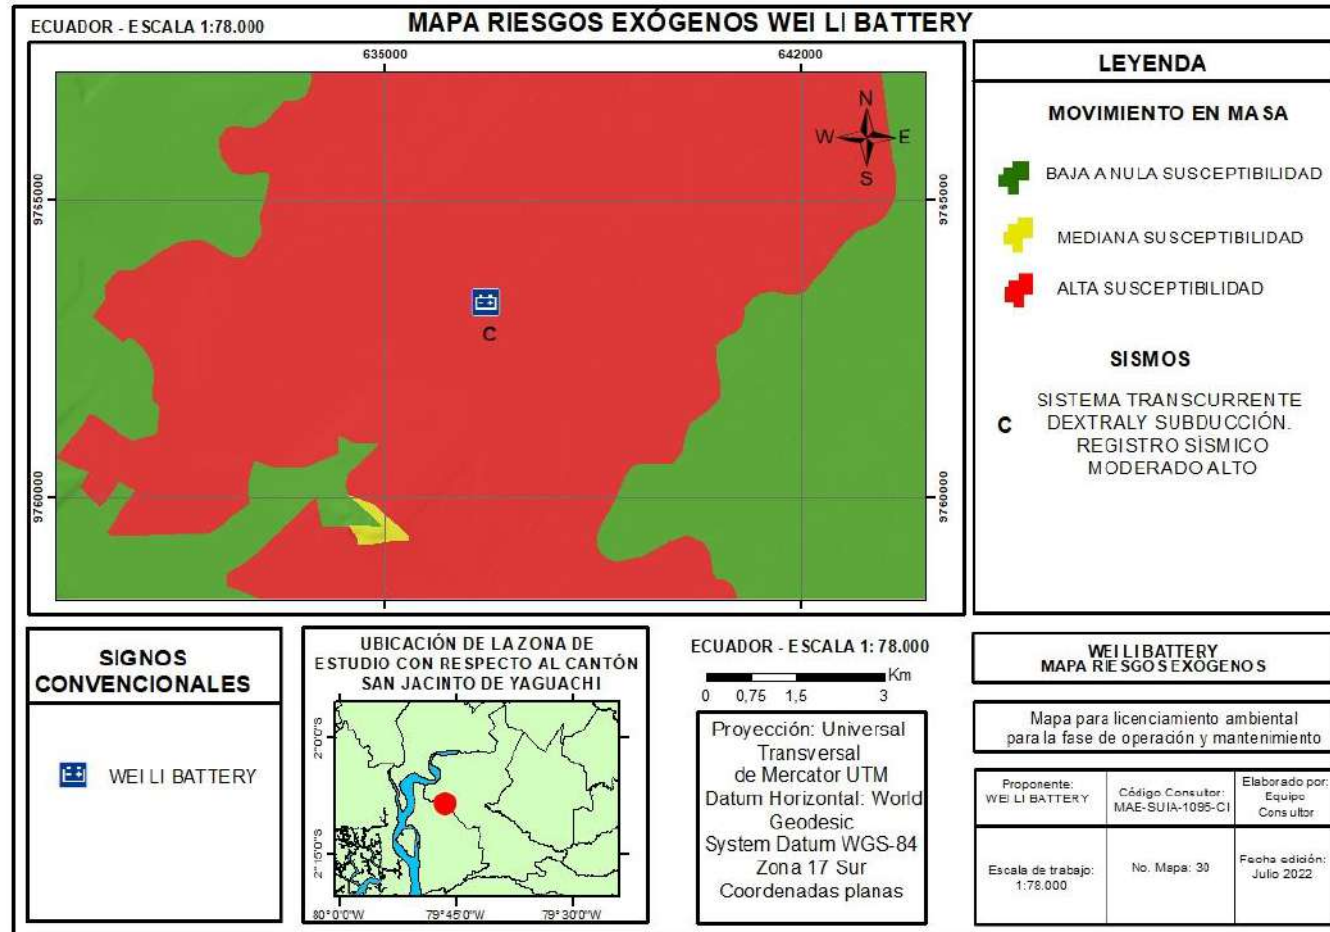 ECUADOR - ESCALA 1:78.000
MAPA RIESGOS EXÓGENOS WEI LI BATTERY
635000
642000
N
W
E
S
9765000
9765000
C
9760000
9760000
LEYENDA
MOVIMIENTO EN MASA
BAJA A NULA SUSCEPTIBILIDAD
MEDIANA SUSCEPTIBILIDAD
ALTA SUSCEPTIBILIDAD
SISMOS
C
SISTEMA TRANSCURRENTE
DEXTRAL Y SUBDUCCIÓN.
REGISTRO SÍSMICO
MODERADO ALTO
SIGNOS
CONVENCIONALES
WEI LI BATTERY
UBICACIÓN DE LA ZONA DE
ESTUDIO CON RESPECTO AL CANTÓN
SAN JACINTO DE YAGUACHI
2°0'0"S
2°15'0"S
80°0'0"W
79°45'0"W
79°30'0"W
ECUADOR - ESCALA 1: 78.000
Km
0 0,75 1,5 3
Proyección: Universal
Transversal
de Mercator UTM
Datum Horizontal: World
Geodesic
System Datum WGS-84
Zona 17 Sur
Coordenadas planas
WEI LI BATTERY
MAPA RIESGOS EXÓGENOS
Mapa para licenciamiento ambiental
para la fase de operación y mantenimiento
Proponente:
WEI LI BATTERY
Código Consutor:
MAE-SUIA-1095-CI
Elaborado por:
Equipo
Consultor
Escala de trabajo:
1:78.000
No. Mapa: 30
Fecha edición:
Julio 2022